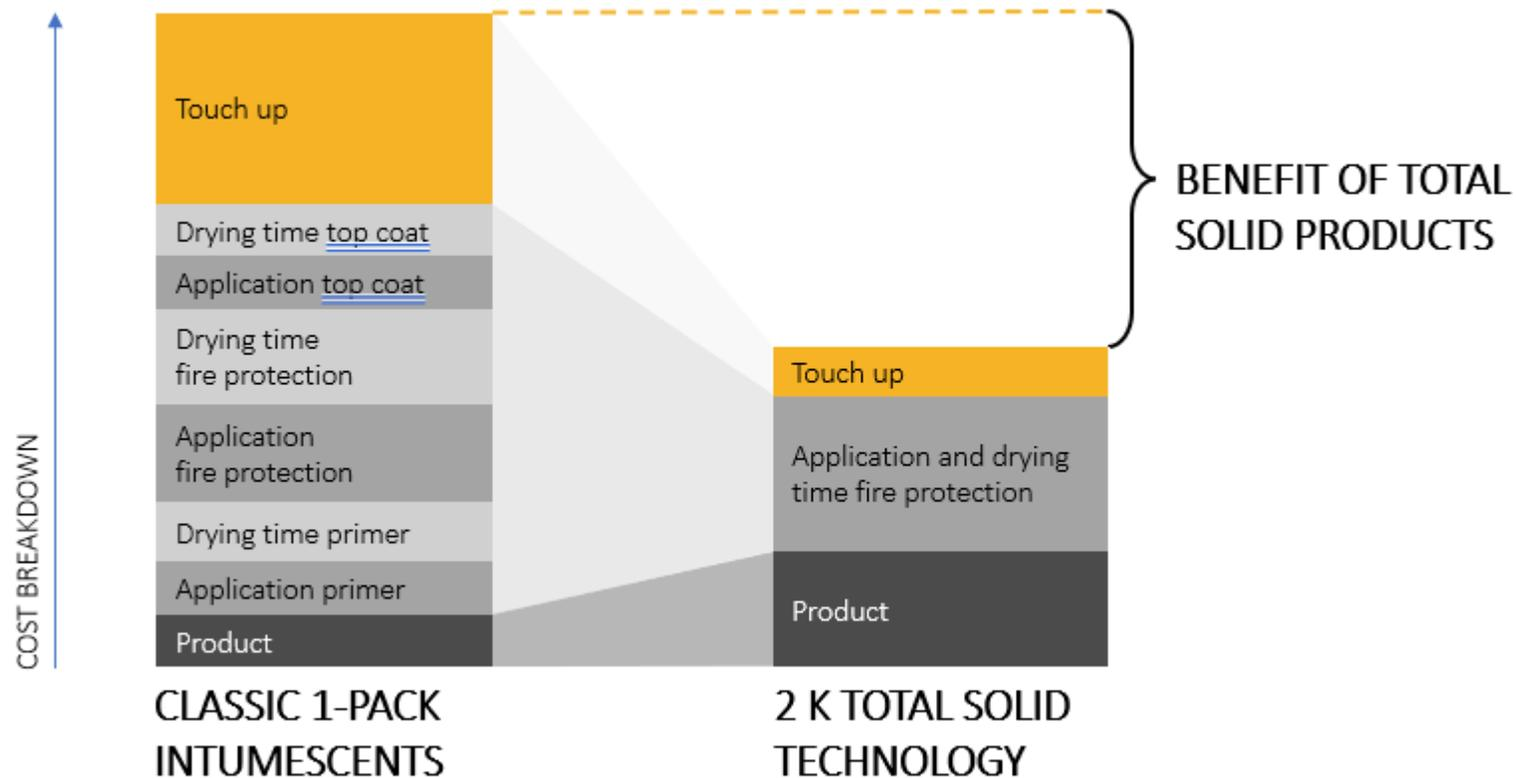 Touch up
Drying time top coat
Application top coat
Drying time
fire protection
Application
fire protection
Drying time primer
Application primer
Product
COST BREAKDOWN
CLASSIC 1-PACK
INTUMESCENTS
Touch up
Application and drying
time fire protection
Product
2 K TOTAL SOLID
TECHNOLOGY
BENEFIT OF TOTAL
SOLID PRODUCTS